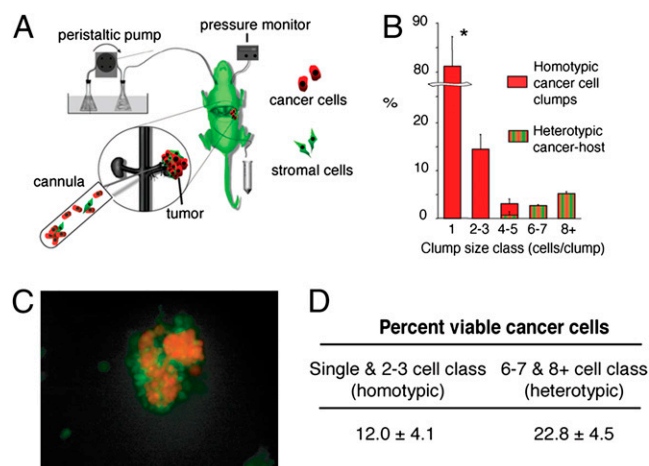 A
peristaltic pump
pressure monitor
cancer cells
stromal cells
cannula
tumor
B
90
80
%
20
10
0
*
Homotypic
cancer cell
clumps
Heterotypic
cancer-host
1 2-3 4-5 6-7 8+
Clump size class (cells/clump)
C
D
Percent viable cancer cells
Single & 2-3 cell class 6-7 & 8+ cell class
(homotypic) (heterotypic)
12.0 ± 4.1 22.8 ± 4.5